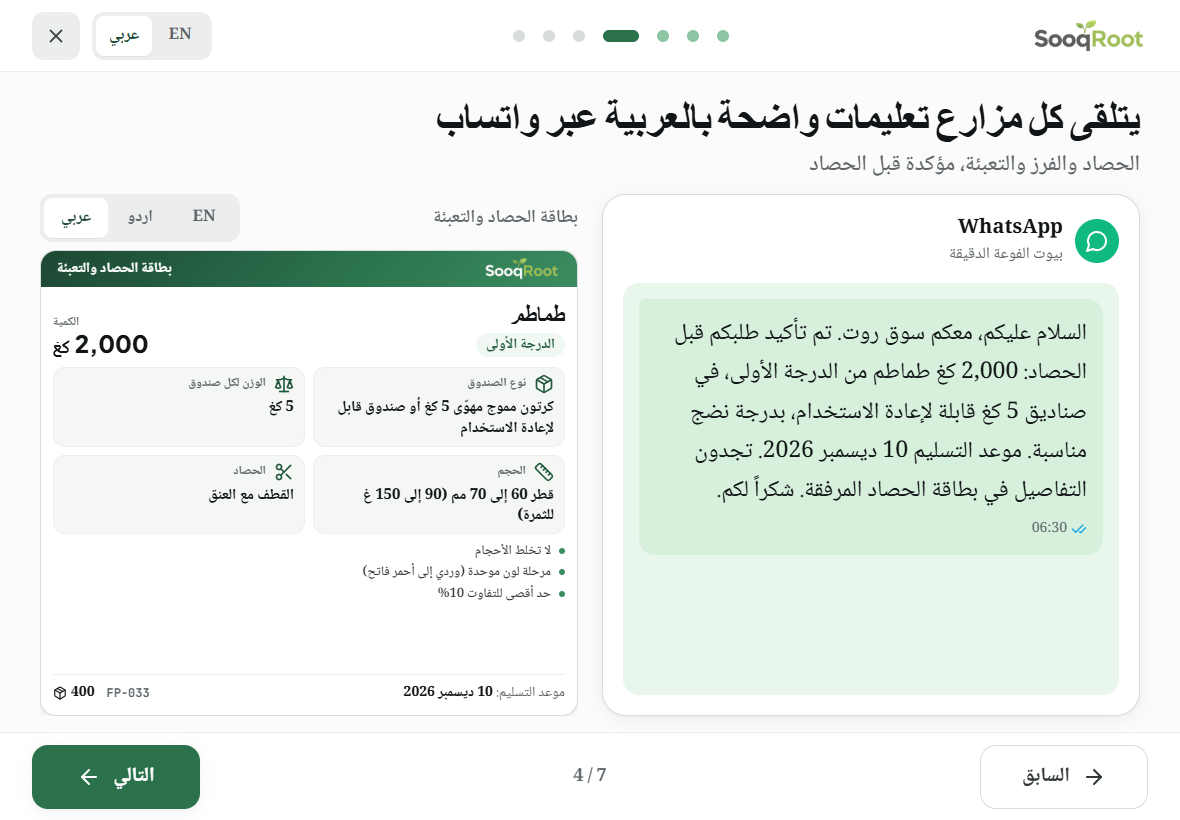 SooqRoot
عربي
EN
يتلقى كل مزارع تعليمات واضحة بالعربية عبر واتساب
الحصاد والفرز والتعبئة، مؤكدة قبل الحصاد
WhatsApp
بيوت الفوعة الدقيقة
السلام عليكم، معكم سوق روت. تم تأكيد طلبكم قبل
الحصاد: 2,000 كغ طماطم من الدرجة الأولى، في
صناديق 5 كغ قابلة لإعادة الاستخدام، بدرجة نضج
مناسبة. موعد التسليم 10 ديسمبر 2026. تجدون
التفاصيل في بطاقة الحصاد المرفقة. شكراً لكم.
06:30
بطاقة الحصاد والتعبئة
عربي
اردو
EN
SooqRoot
بطاقة الحصاد والتعبئة
طماطم
الدرجة الأولى
الكمية
2,000 كغ
نوع الصندوق
كرتون مموج مهوّى 5 كغ أو صندوق قابل
لإعادة الاستخدام
الوزن لكل صندوق
5 كغ
الحجم
قطر 60 إلى 70 مم (90 إلى 150 غ
للثمرة)
الحصاد
القطف مع العنق
لا تخلط الأحجام
مرحلة لون موحدة (وردي إلى أحمر فاتح)
حد أقصى للتفاوت 10%
موعد التسليم: 10 ديسمبر 2026
FP-033
400
السابق
4 / 7
التالي